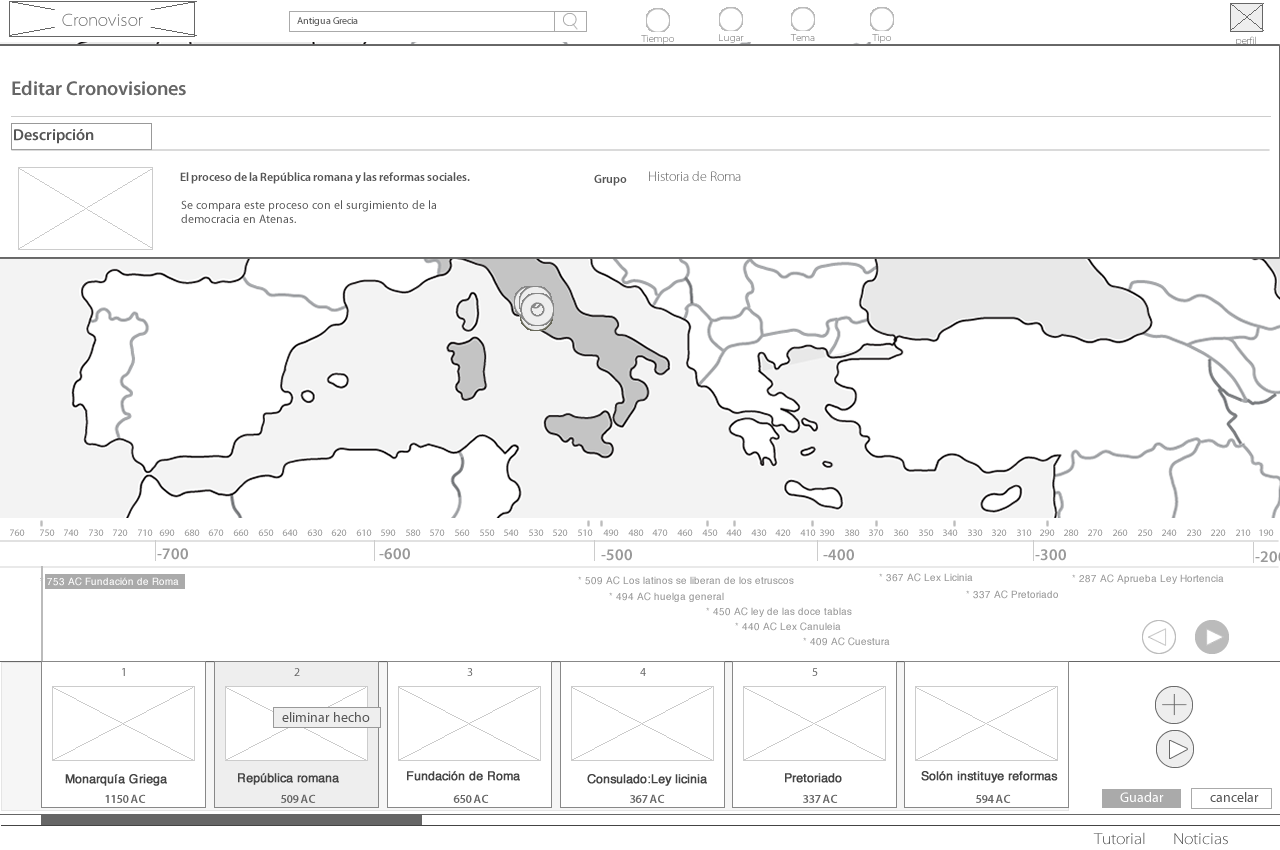 Cronovisor
Antigua Grecia
Tiempo
Lugar
Tema
Tipo
perfil
Editar Cronovisiones
Descripción
El proceso de la República romana y las reformas sociales.
Grupo
Historia de Roma
Se compara este proceso con el surgimiento de la
democracia en Atenas.
760 750 740 730 720 710 690 680 670 660 650 640 630 620 610 590 580 570 560 550 540 530 520 510 490 480 470 460 450 440 430 420 410 390 380 370 360 350 340 330 320 310 290 280 270 260 250 240 230 220 210 190
-700 -600 -500 -400 -300 -200
753 AC Fundación de Roma
* 509 AC Los latinos se liberan de los etruscos
* 367 AC Lex Licinia
* 287 AC Aprueba Ley Hortencia
* 494 AC huelga general
* 337 AC Pretoriado
* 450 AC ley de las doce tablas
* 440 AC Lex Canuleia
* 409 AC Cuestura
1 2 3 4 5
eliminar hecho
Monarquía Griega
1150 AC
República romana
509 AC
Fundación de Roma
650 AC
Consulado:Ley licinia
367 AC
Pretoriado
337 AC
Solón instituye reformas
594 AC
Guadar
cancelar
Tutorial
Noticias